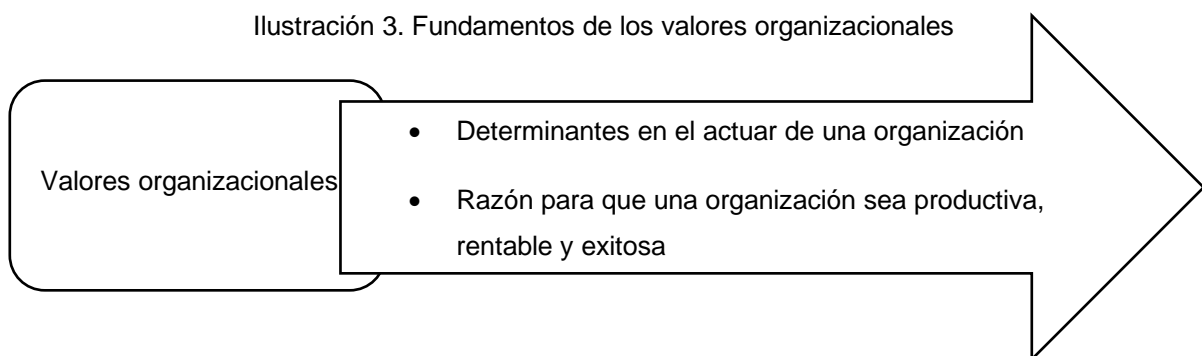 Ilustración 3. Fundamentos de los valores organizacionales
Valores organizacionales
• Determinantes en el actuar de una organización
• Razón para que una organización sea productiva,
rentable y exitosa